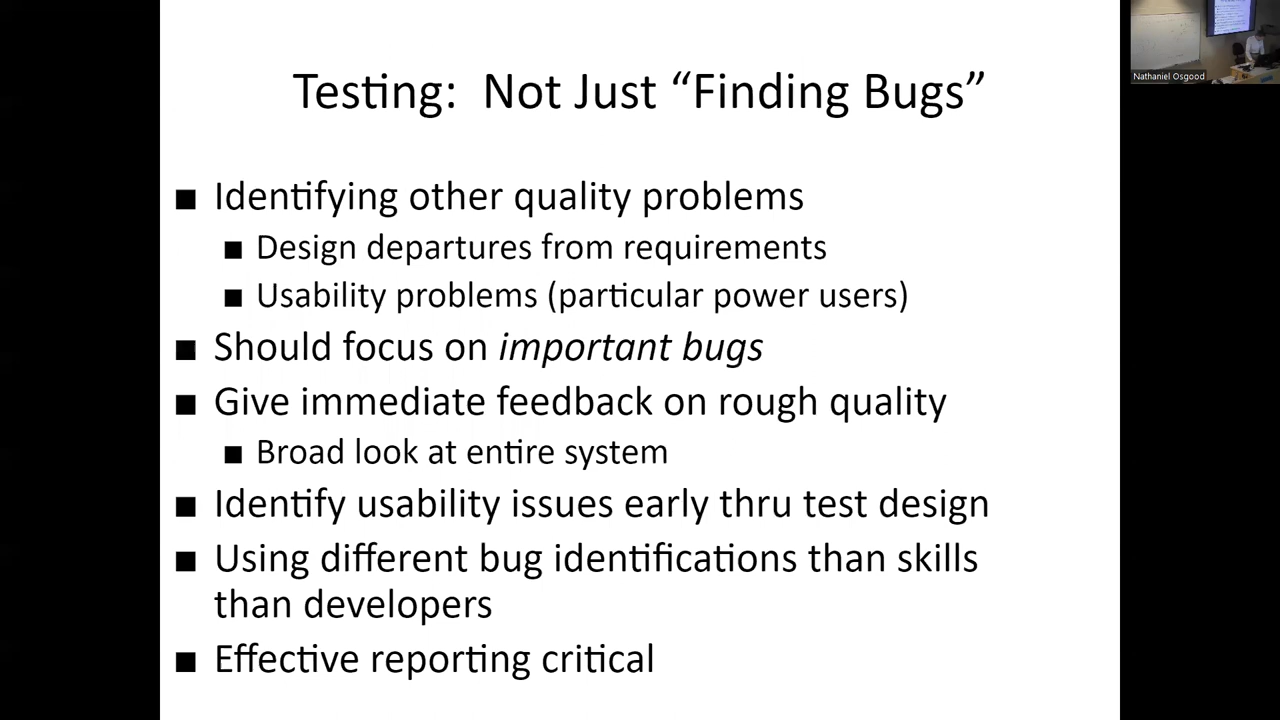 Testing: Not Just “Finding Bugs”
■ Identifying other quality problems
■ Design departures from requirements
■ Usability problems (particular power users)
■ Should focus on important bugs
■ Give immediate feedback on rough quality
■ Broad look at entire system
■ Identify usability issues early thru test design
■ Using different bug identifications than skills
than developers
■ Effective reporting critical
Nathaniel Osgood